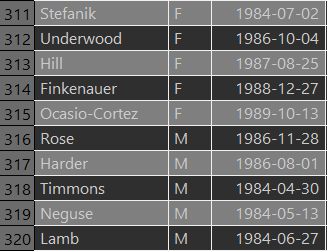 311 Stefanik F 1984-07-02
312 Underwood F 1986-10-04
313 Hill F 1987-08-25
314 Finkenauer F 1988-12-27
315 Ocasio-Cortez F 1989-10-13
316 Rose M 1986-11-28
317 Harder M 1986-08-01
318 Timmons M 1984-04-30
319 Neguse M 1984-05-13
320 Lamb M 1984-06-27